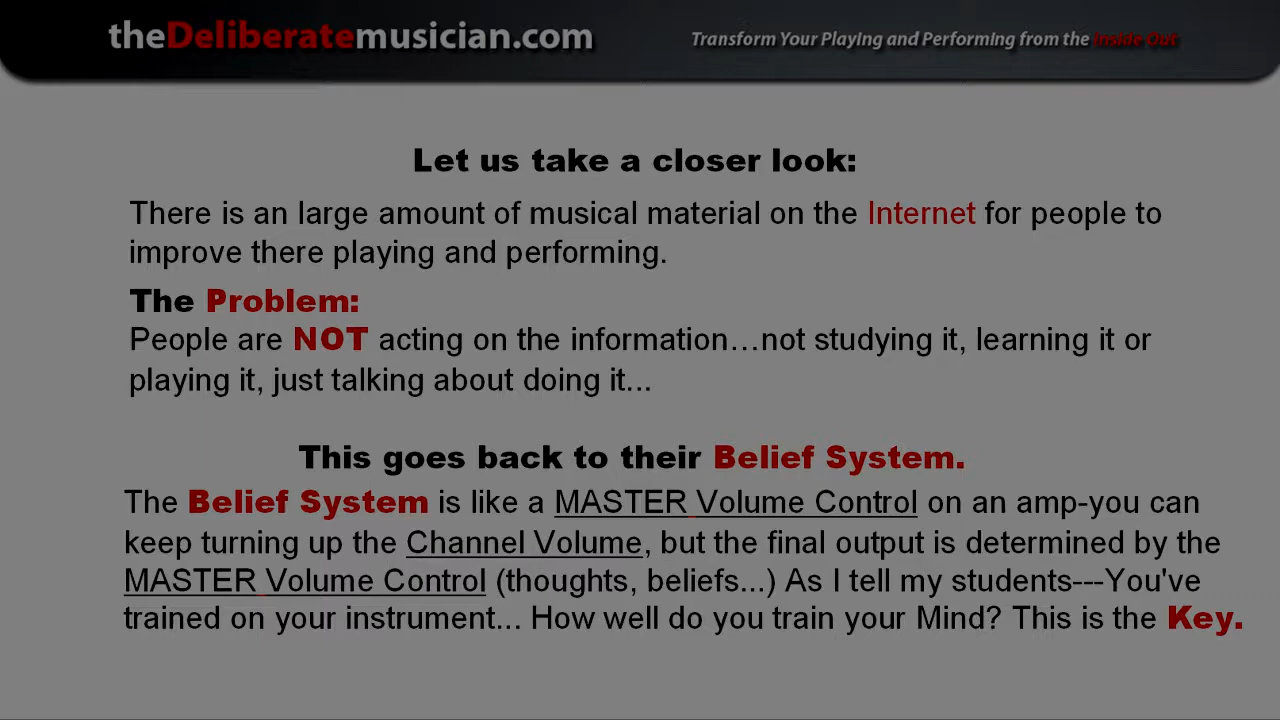 theDeliberatemusician.com
Transform Your Playing and Performing from the Inside Out
Let us take a closer look:
There is an large amount of musical material on the Internet for people to
improve there playing and performing.
The Problem:
People are NOT acting on the information...not studying it, learning it or
playing it, just talking about doing it...
This goes back to their Belief System.
The Belief System is like a MASTER Volume Control on an amp-you can
keep turning up the Channel Volume, but the final output is determined by the
MASTER Volume Control (thoughts, beliefs...) As I tell my students---You've
trained on your instrument... How well do you train your Mind? This is the Key.